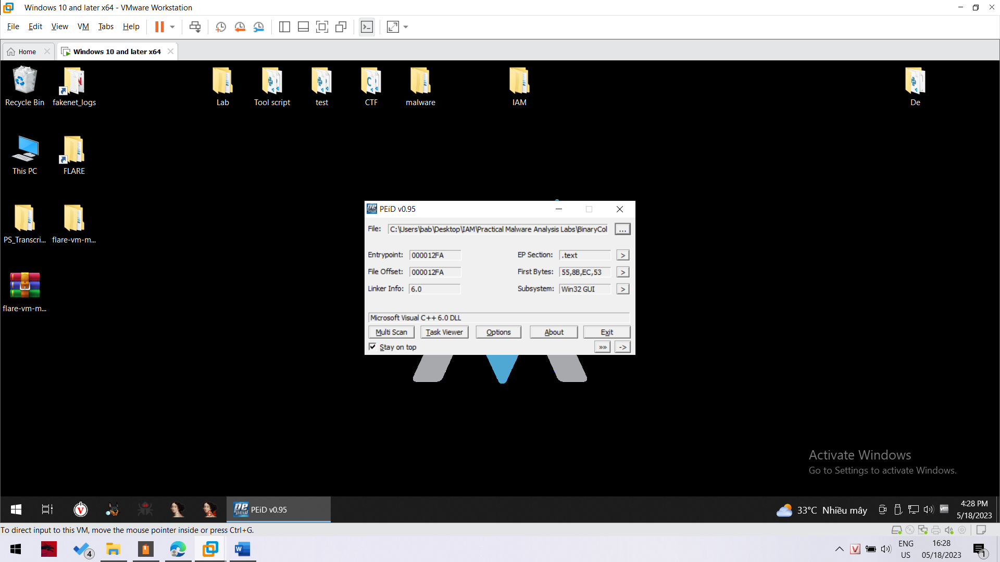 Windows 10 and later x64 - VMware Workstation
File Edit View VM Tabs Help
Home
Windows 10 and later x64
Recycle Bin
fakenet_logs
Lab
Tool script
test
CTF
malware
IAM
De
This PC
FLARE
PS_Transcri...
flare-vm-m...
flare-vm-m...
PEiD v0.95
File: C:\Users\bab\Desktop\IAM\Practical Malware Analysis Labs\BinaryCol ...
Entrypoint: 000012FA EP Section: .text >
File Offset: 000012FA First Bytes: 55,8B,EC,53 >
Linker Info: 6.0 Subsystem: Win32 GUI >
Microsoft Visual C++ 6.0 DLL
Multi Scan Task Viewer Options About Exit
Stay on top »» ->
Activate Windows
Go to Settings to activate Windows.
PEiD v0.95
33°C Nhiều mây
4:28 PM
5/18/2023
To direct input to this VM, move the mouse pointer inside or press Ctrl+G.
4
ENG
US
16:28
05/18/2023
1